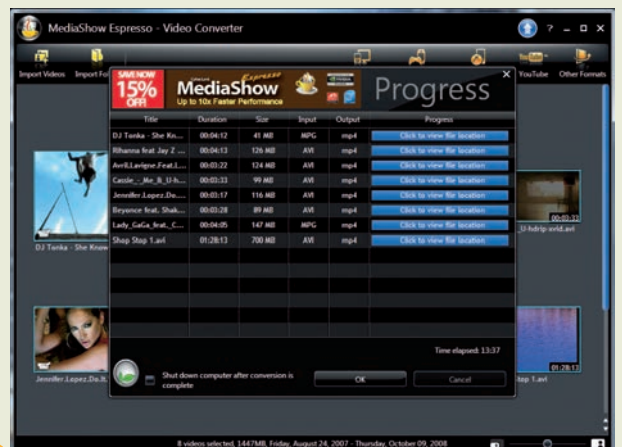 MediaShow Espresso - Video Converter
? _ □ ×
Import Videos Import Fol
YouTube Other Formats
SAVE NOW
15%
OFF!
CyberLink
MediaShow Espresso
Up to 10x Faster Performance
Progress
×
Title Duration Size Input Output Progress
DJ Tonka - She Kn... 00:04:12 41 MB MPG mp4 Click to view file location
Rihanna feat Jay Z ... 00:04:13 126 MB AVI mp4 Click to view file location
Avril.Lavigne.Feat.L... 00:03:22 124 MB AVI mp4 Click to view file location
Cassie_-_Me_&_U-h... 00:03:33 99 MB AVI mp4 Click to view file location
Jennifer.Lopez.Do.... 00:03:17 116 MB AVI mp4 Click to view file location
Beyonce feat. Shak... 00:03:28 89 MB AVI mp4 Click to view file location
Lady_GaGa_feat._C... 00:04:05 147 MB AVI mp4 Click to view file location
Shop Stop 1.avi 01:28:13 700 MB AVI mp4 Click to view file location
00:03:33
DJ Tonka - She Know
_U-hdrip xvid.avi
Time elapsed: 13:37
Shut down computer after conversion is
complete
OK Cancel
01:28:13
Jennifer.Lopez.Do.It.
Stop 1.avi
8 videos selected, 1447MB, Friday, August 24, 2007 - Thursday, October 09, 2008